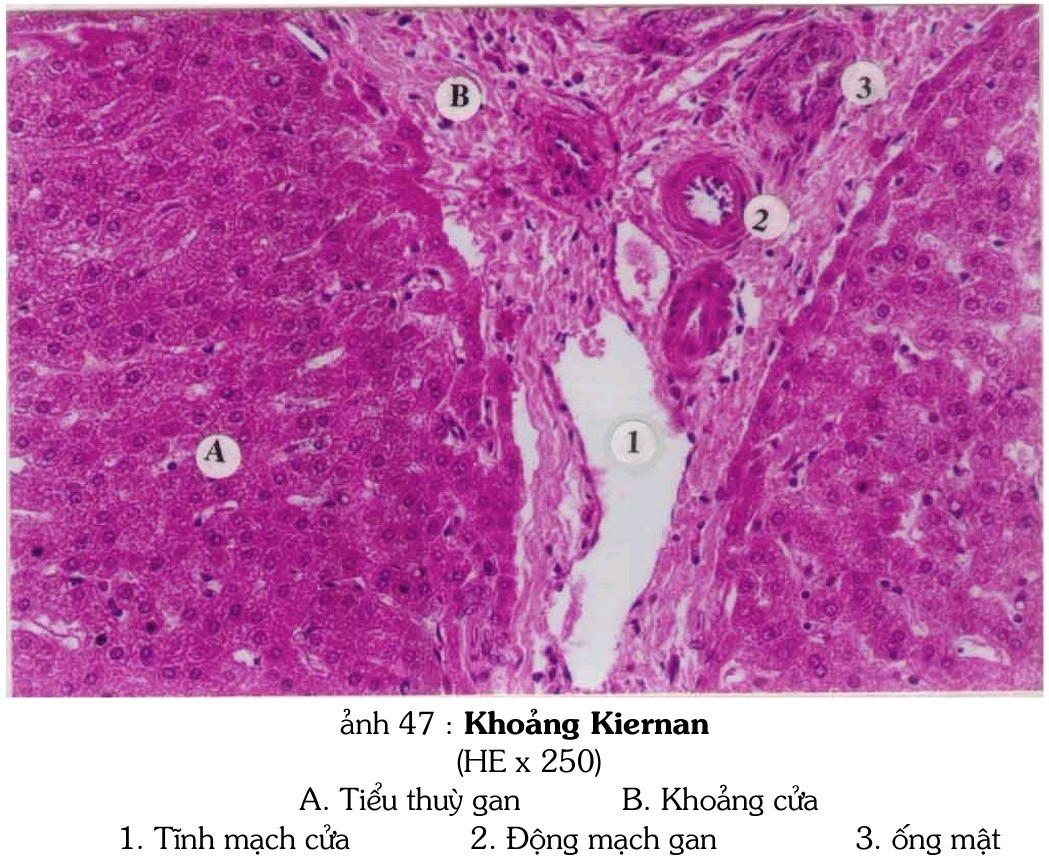 B
3
2
1
A
ảnh 47 : Khoảng Kiernan
(HE x 250)
A. Tiểu thuỳ gan B. Khoảng cửa
1. Tĩnh mạch cửa 2. Động mạch gan 3. ống mật